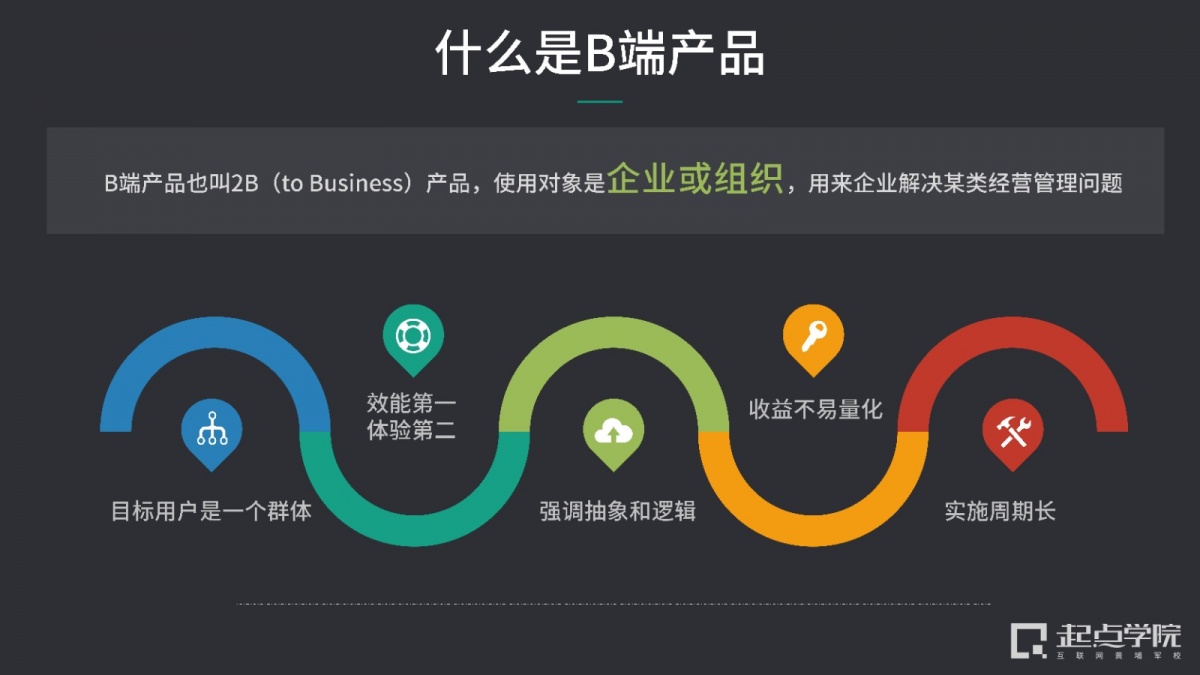 什么是B端产品
B端产品也叫2B（to Business）产品，使用对象是企业或组织，用来企业解决某类经营管理问题
效能第一
体验第二
收益不易量化
目标用户是一个群体
强调抽象和逻辑
实施周期长
起点学院
互联网黄埔军校